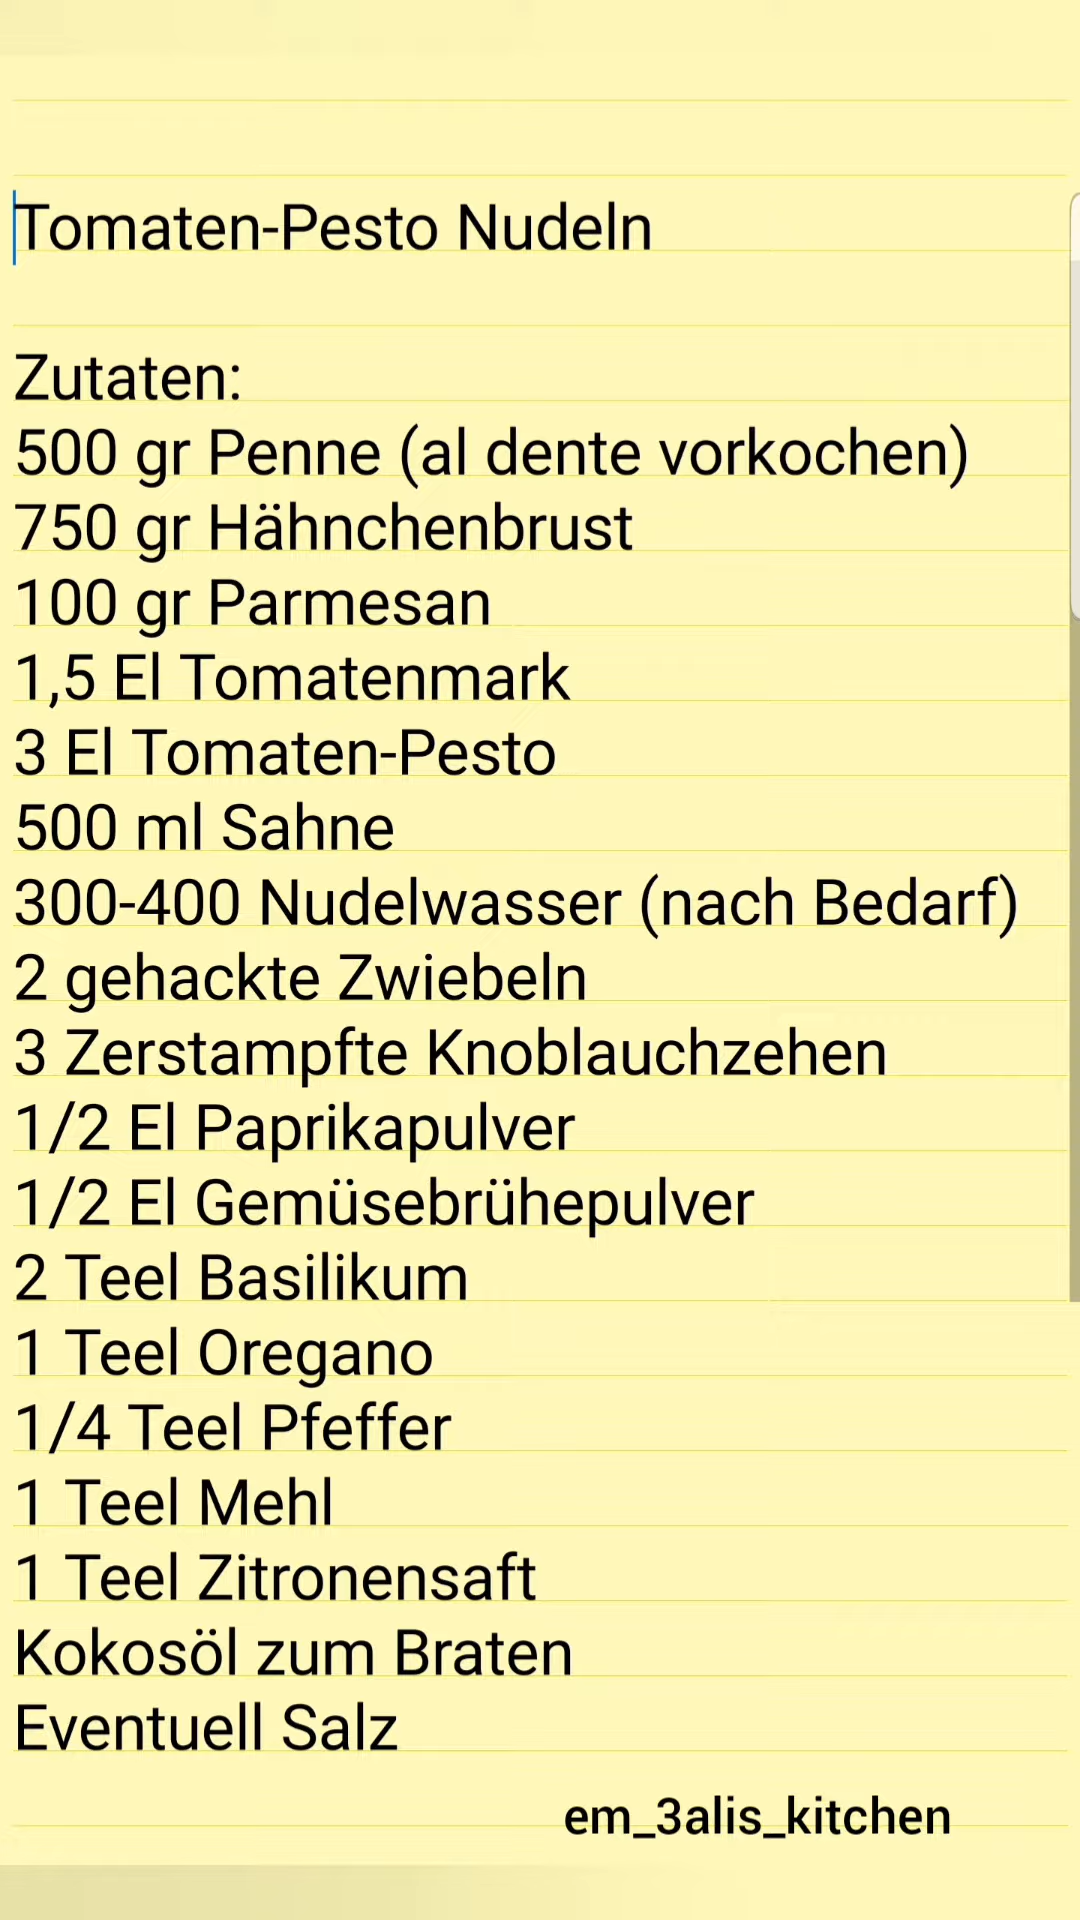 Tomaten-Pesto Nudeln
Zutaten:
500 gr Penne (al dente vorkochen)
750 gr Hähnchenbrust
100 gr Parmesan
1,5 El Tomatenmark
3 El Tomaten-Pesto
500 ml Sahne
300-400 Nudelwasser (nach Bedarf)
2 gehackte Zwiebeln
3 Zerstampfte Knoblauchzehen
1/2 El Paprikapulver
1/2 El Gemüsebrühepulver
2 Teel Basilikum
1 Teel Oregano
1/4 Teel Pfeffer
1 Teel Mehl
1 Teel Zitronensaft
Kokosöl zum Braten
Eventuell Salz
em_3alis_kitchen